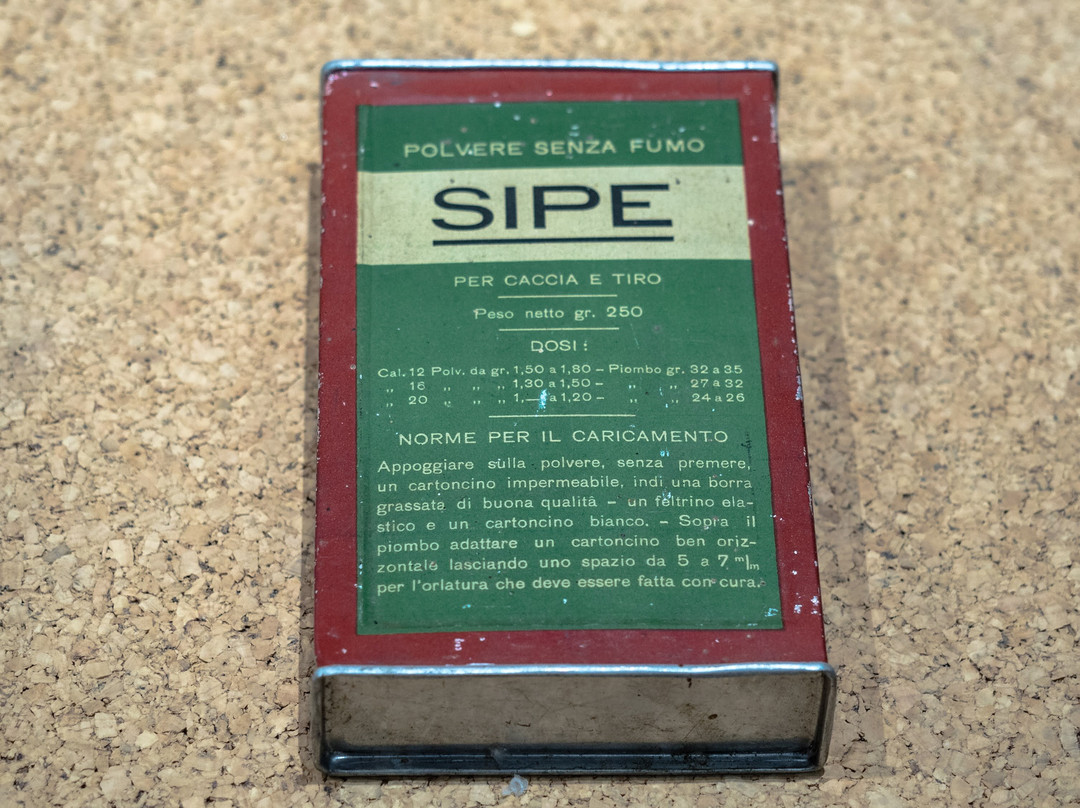 POLVERE SENZA FUMO
SIPE
PER CACCIA E TIRO
Peso netto gr. 250
DOSI:
Cal. 12 Polv. da gr. 1,50 a 1,80 – Piombo gr. 32 a 35
„ 16 „ „ „ 1,30 a 1,50 – „ „ 27 a 32
„ 20 „ „ „ 1,— a 1,20 – „ „ 24 a 26
NORME PER IL CARICAMENTO
Appoggiare sulla polvere, senza premere,
un cartoncino impermeabile, indi una borra
grassata di buona qualità – un feltrino ela-
stico e un cartoncino bianco. – Sopra il
piombo adattare un cartoncino ben oriz-
zontale lasciando uno spazio da 5 a 7 m/m
per l'orlatura che deve essere fatta con cura.